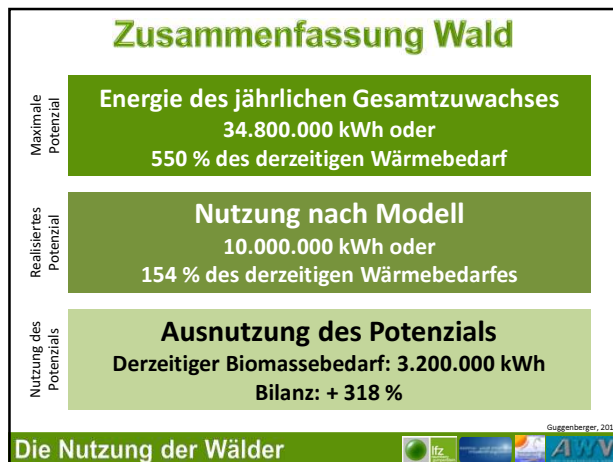 Zusammenfassung Wald
Maximale
Potenzial
Energie des jährlichen Gesamtzuwachses
34.800.000 kWh oder
550 % des derzeitigen Wärmebedarf
Realisiertes
Potenzial
Nutzung nach Modell
10.000.000 kWh oder
154 % des derzeitigen Wärmebedarfes
Nutzung des
Potenzials
Ausnutzung des Potenzials
Derzeitiger Biomassebedarf: 3.200.000 kWh
Bilanz: + 318 %
Guggenberger, 201
Die Nutzung der Wälder
lfz
AWV